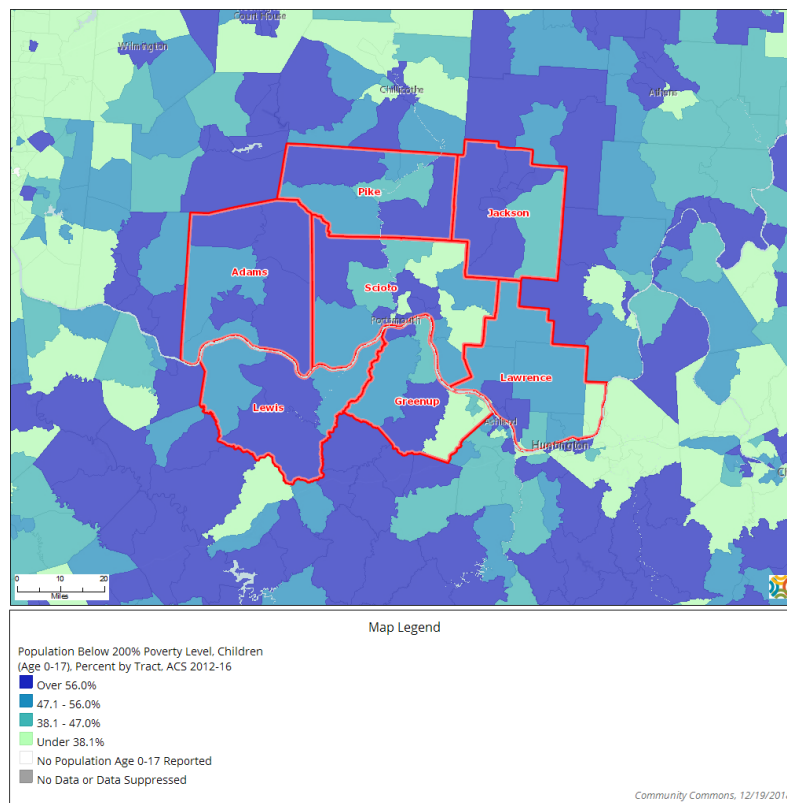 Court House
Wilmington
Chillicothe
Athens
Pike
Jackson
Adams
Scioto
Portsmouth
Lawrence
Lewis
Greenup
Ashland
Huntington
0 10 20
Miles
Map Legend
Population Below 200% Poverty Level, Children
(Age 0-17), Percent by Tract, ACS 2012-16
Over 56.0%
47.1 - 56.0%
38.1 - 47.0%
Under 38.1%
No Population Age 0-17 Reported
No Data or Data Suppressed
Community Commons, 12/19/201